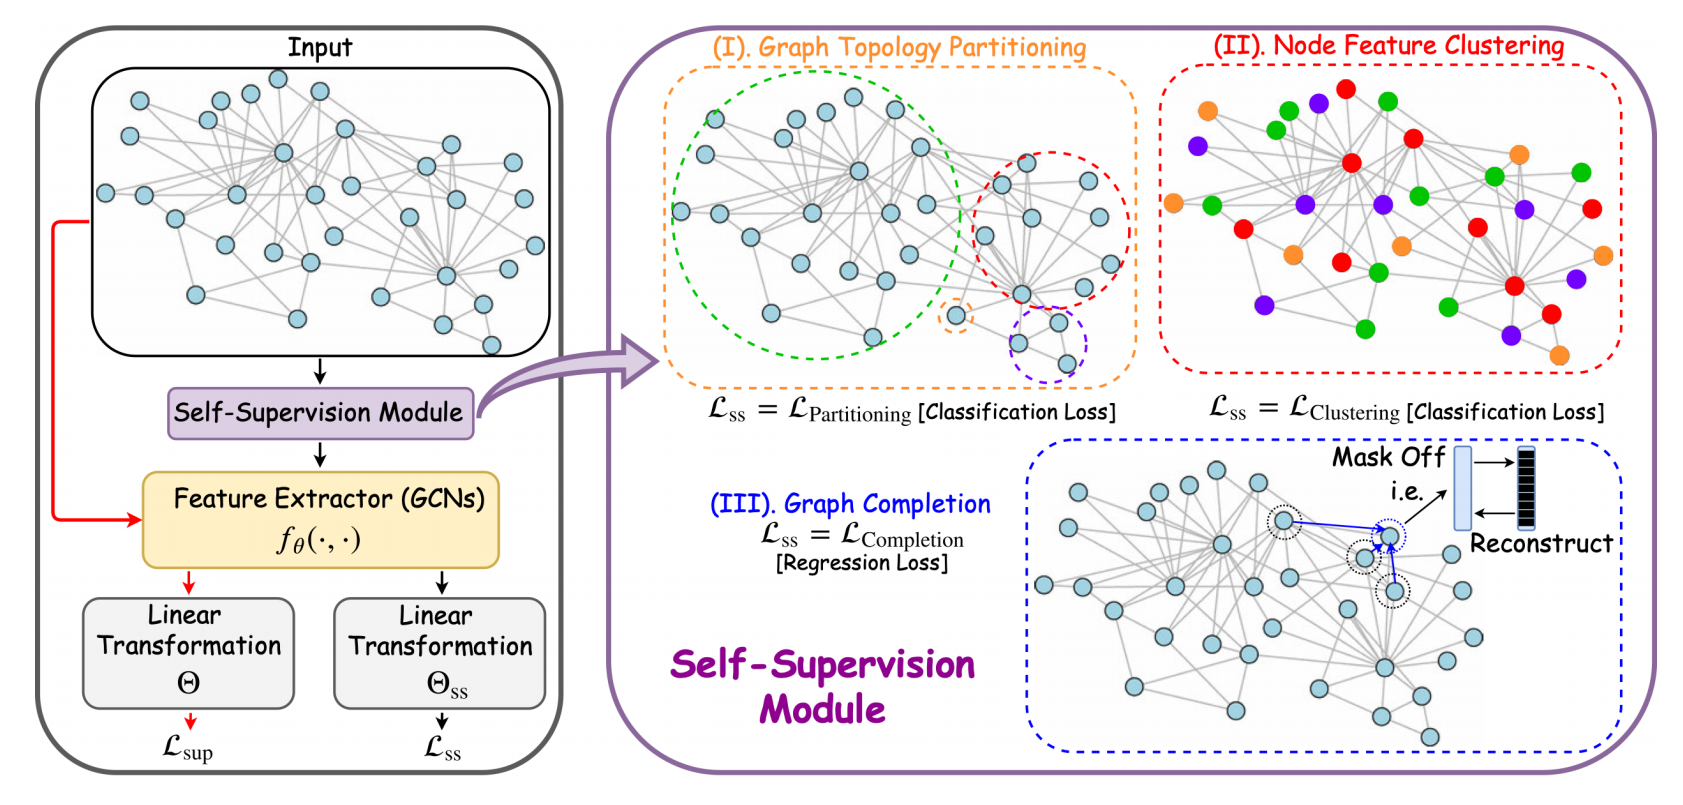 Input
Self-Supervision Module
Feature Extractor (GCNs)
f_θ(·, ·)
Linear
Transformation
Θ
ℒ_sup
Linear
Transformation
Θ_ss
ℒ_ss
(I). Graph Topology Partitioning
ℒ_ss = ℒ_Partitioning [Classification Loss]
(II). Node Feature Clustering
ℒ_ss = ℒ_Clustering [Classification Loss]
(III). Graph Completion
ℒ_ss = ℒ_Completion
[Regression Loss]
Mask Off
i.e.
Reconstruct
Self-Supervision
Module